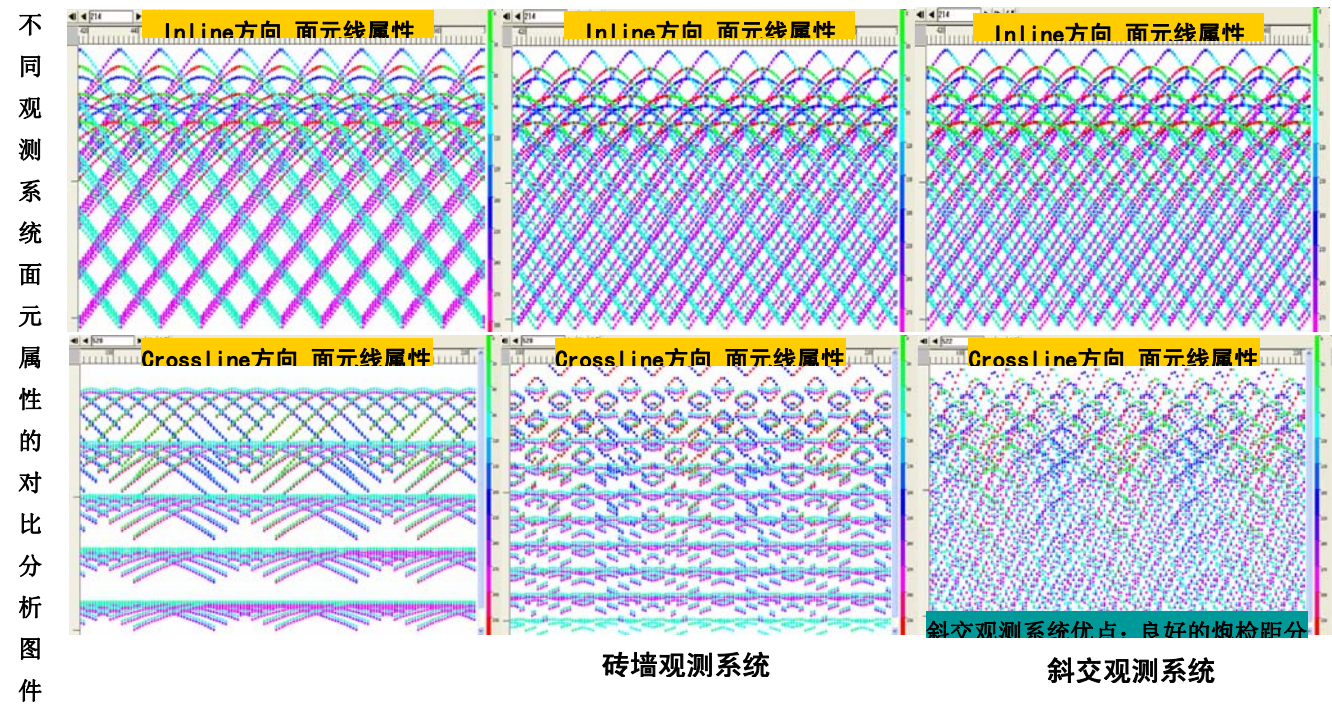 不同观测系统面元属性的对比分析图件
214
Inline方向 面元线属性
214
Inline方向 面元线属性
214
Inline方向 面元线属性
528
Crossline方向 面元线属性
528
Crossline方向 面元线属性
522
Crossline方向 面元线属性
斜交观测系统优点：良好的炮检距分
砖墙观测系统
斜交观测系统